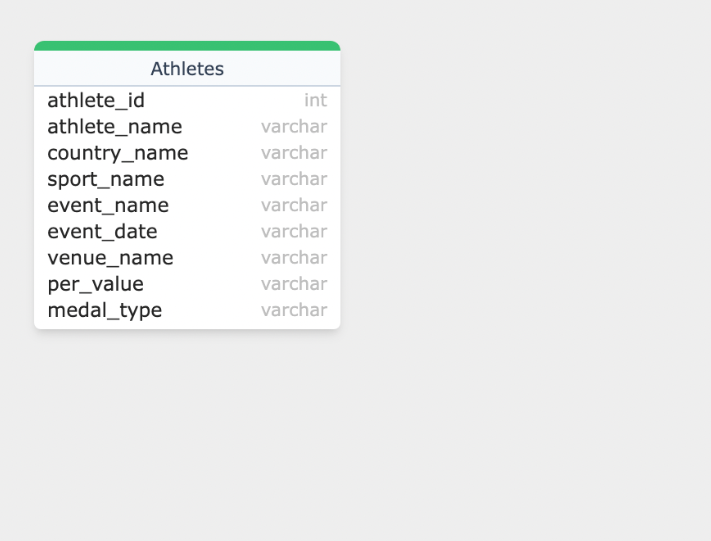 Athletes
athlete_id int
athlete_name varchar
country_name varchar
sport_name varchar
event_name varchar
event_date varchar
venue_name varchar
per_value varchar
medal_type varchar